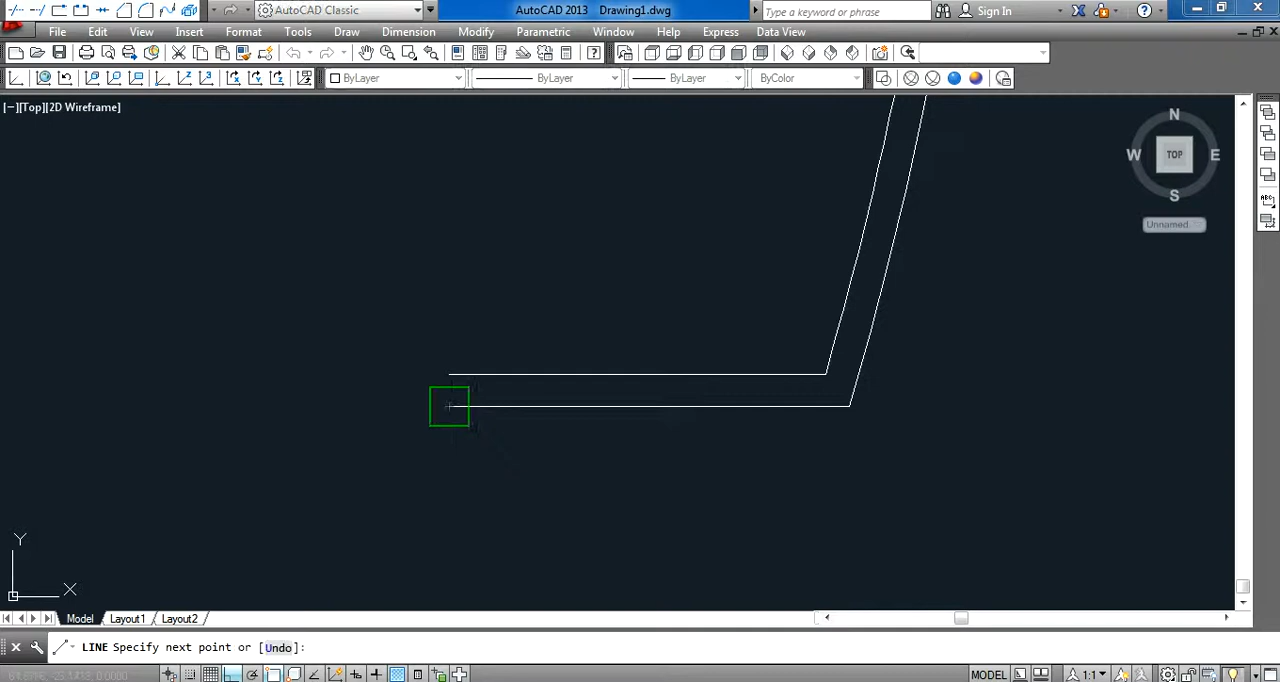 AutoCAD Classic AutoCAD 2013 Drawing1.dwg Type a keyword or phrase Sign In
File Edit View Insert Format Tools Draw Dimension Modify Parametric Window Help Express Data View
ByLayer ByLayer ByLayer ByColor
[−][Top][2D Wireframe]
N
W TOP E
S
Unnamed
ABC
Y
X
Model Layout1 Layout2
LINE Specify next point or [Undo]:
MODEL 1:1